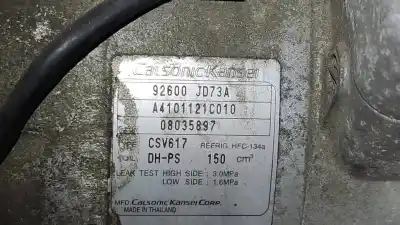 CalsonicKansei
92600 JD73A
A4101121C010
08035897
CSV617 REFRIG HFC-134a
OIL DH-PS 150 cm³
LEAK TEST HIGH SIDE : 3.0MPa
LOW SIDE : 1.6MPa
MFD. CALSONIC KANSEI CORP.
MADE IN THAILAND